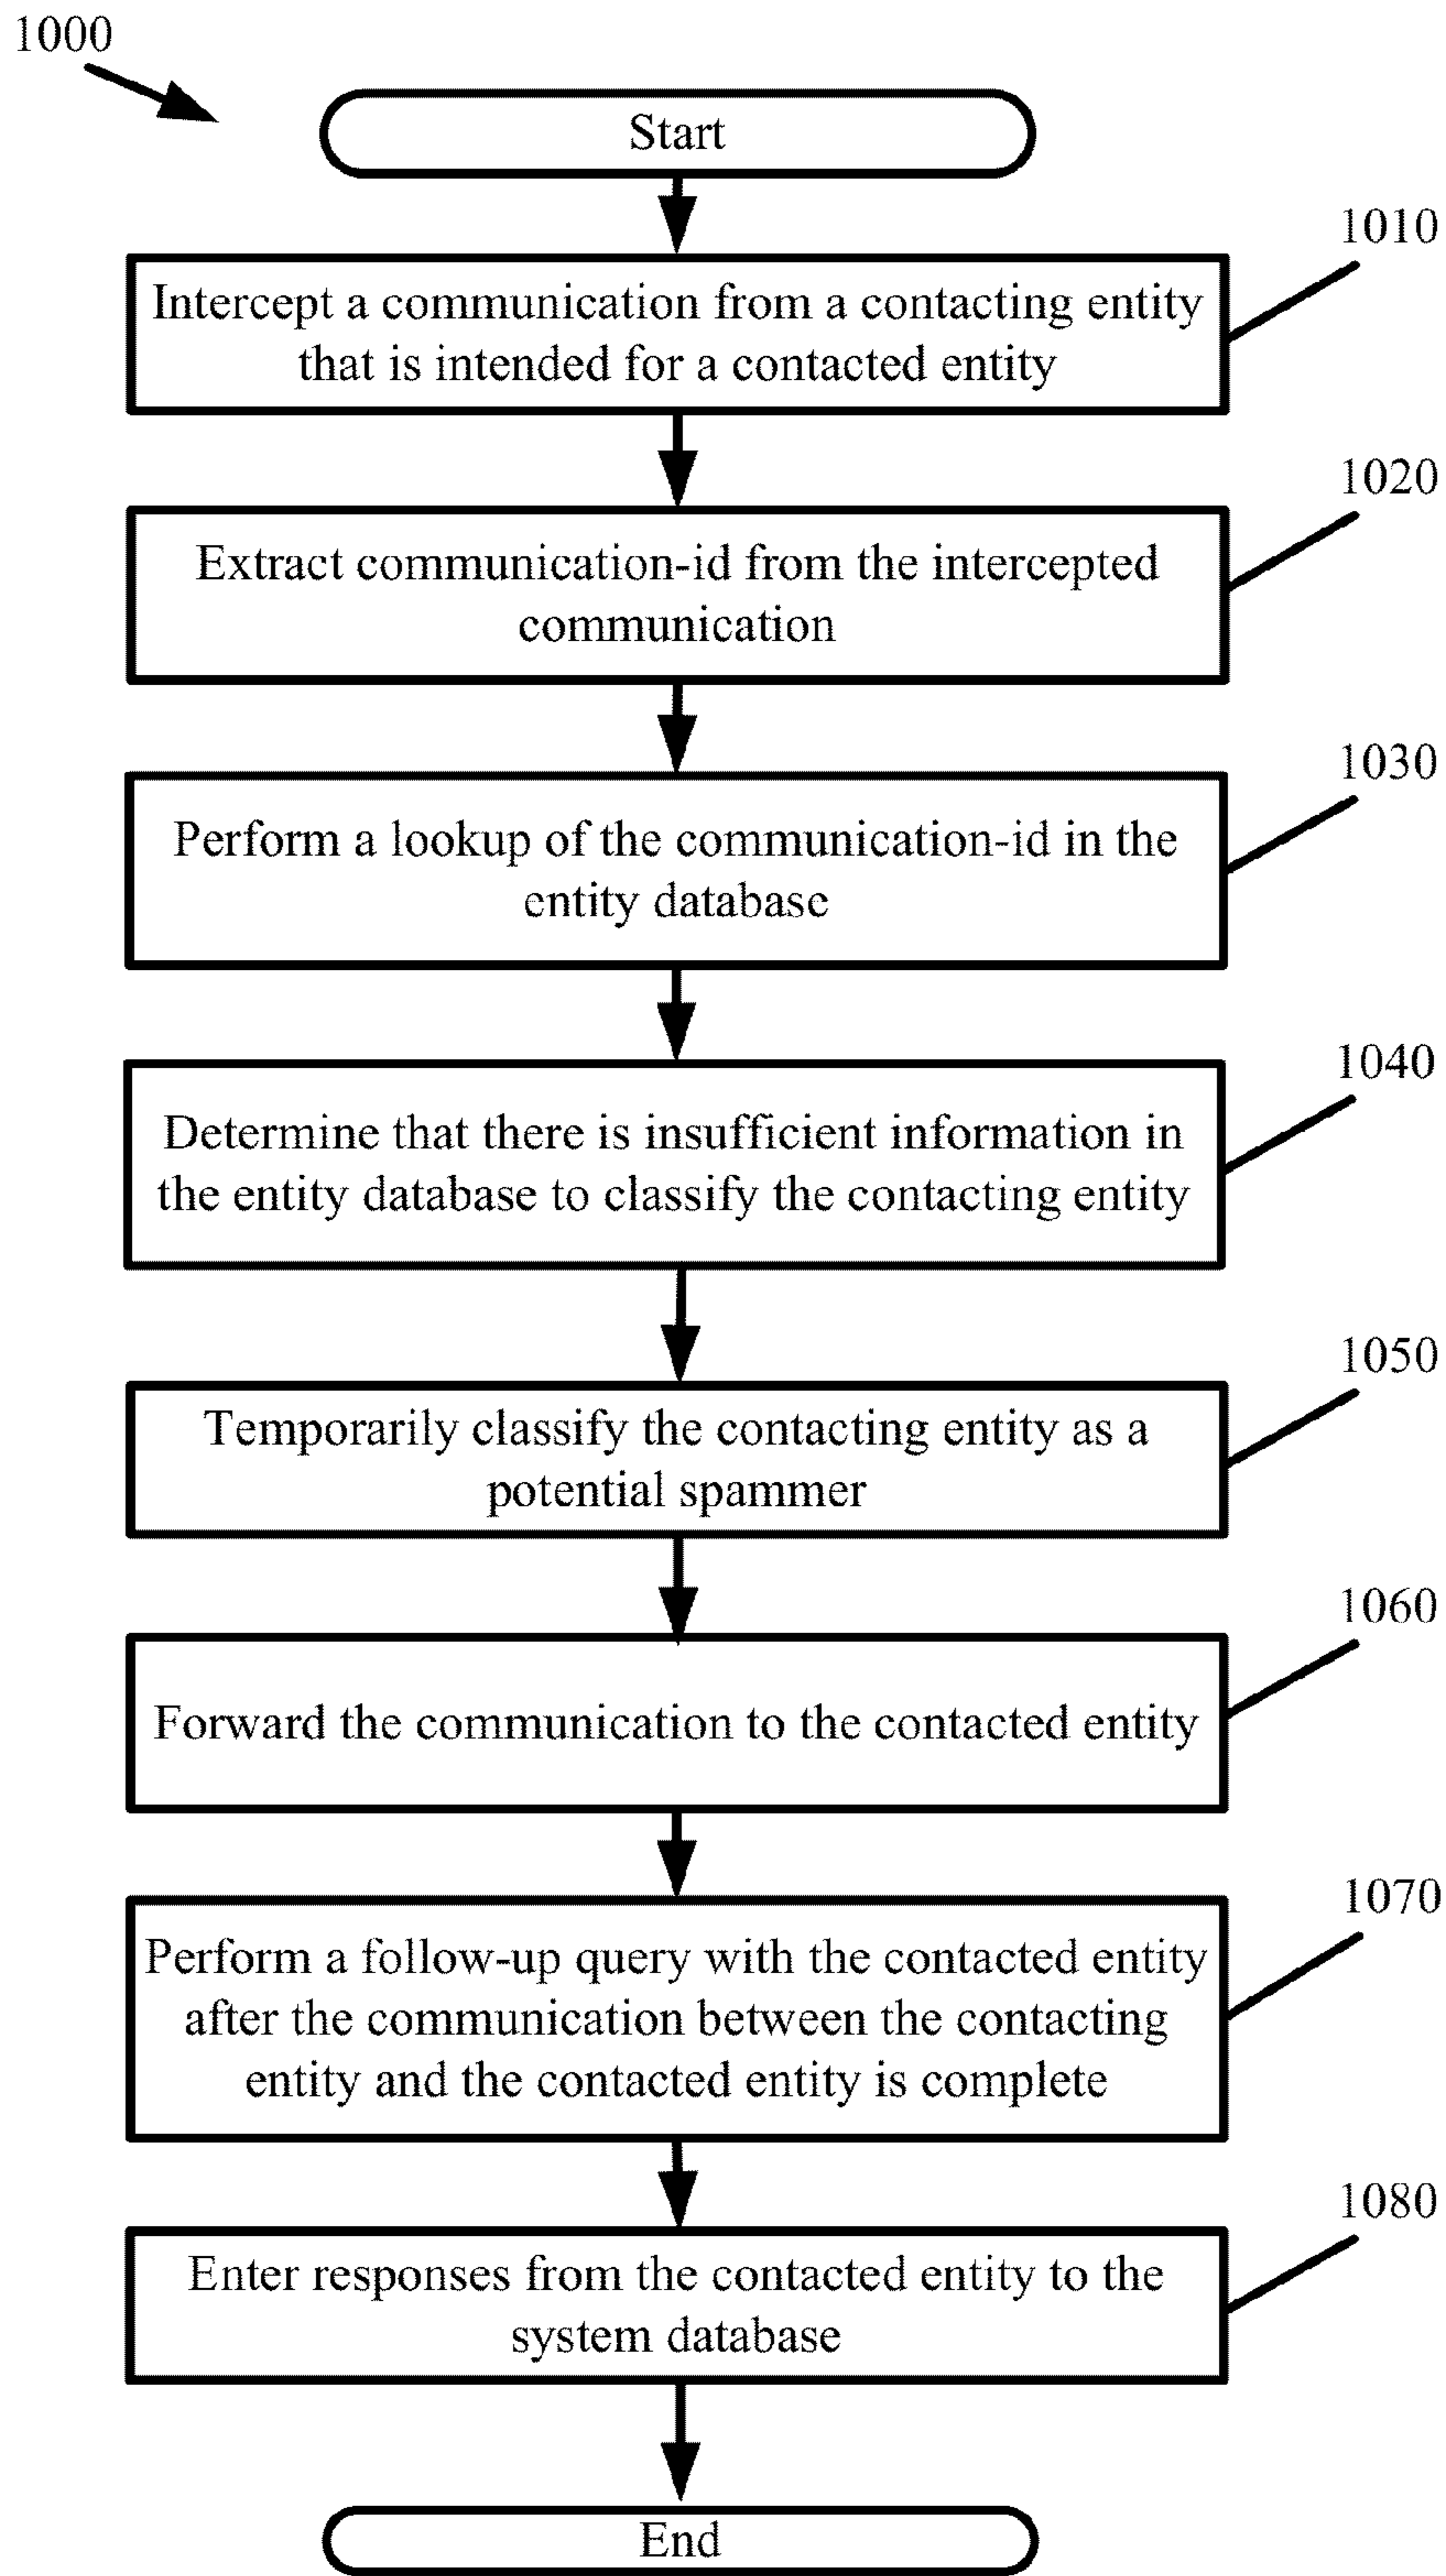 1000
Start
1010
Intercept a communication from a contacting entity
that is intended for a contacted entity
1020
Extract communication-id from the intercepted
communication
1030
Perform a lookup of the communication-id in the
entity database
1040
Determine that there is insufficient information in
the entity database to classify the contacting entity
1050
Temporarily classify the contacting entity as a
potential spammer
1060
Forward the communication to the contacted entity
1070
Perform a follow-up query with the contacted entity
after the communication between the contacting
entity and the contacted entity is complete
1080
Enter responses from the contacted entity to the
system database
End